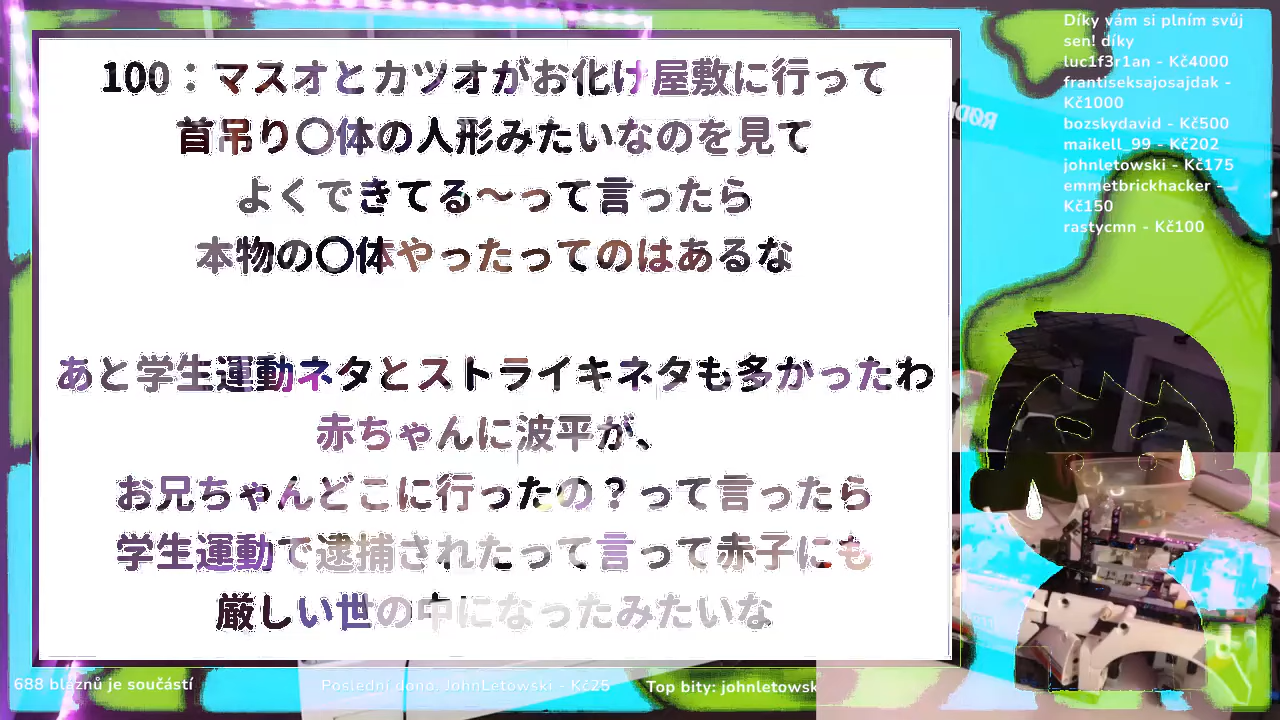 100：マスオとカツオがお化け屋敷に行って
首吊り〇体の人形みたいなのを見て
よくできてる～って言ったら
本物の〇体やったってのはあるな
あと学生運動ネタとストライキネタも多かったわ
赤ちゃんに波平が、
お兄ちゃんどこに行ったの？って言ったら
学生運動で逮捕されたって言って赤子にも
厳しい世の中になったみたいな
Díky vám si plním svůj
sen! díky
luc1f3r1an - Kč4000
frantiseksajosajdak -
Kč1000
bozskydavid - Kč500
maikell_99 - Kč202
johnletowski - Kč175
emmetbrickhacker -
Kč150
rastycmn - Kč100
688 bláznů je součástí
Poslední dono: JohnLetowski - Kč25
Top bity: johnletowsk